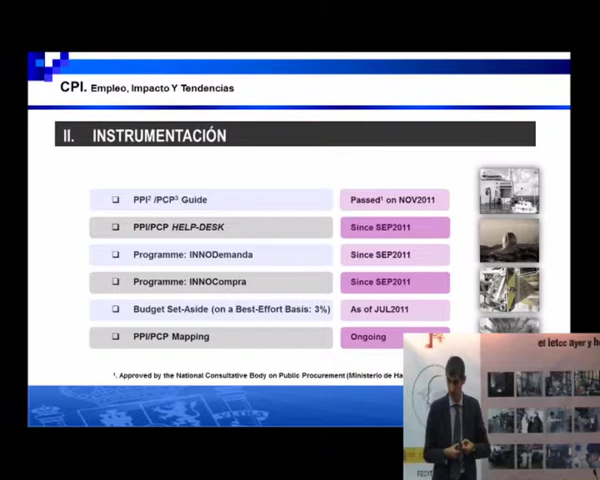 CPI. Empleo, Impacto Y Tendencias
II. INSTRUMENTACIÓN
❑ PPI² /PCP³ Guide Passed¹ on NOV2011
❑ PPI/PCP HELP-DESK Since SEP2011
❑ Programme: INNODemanda Since SEP2011
❑ Programme: INNOCompra Since SEP2011
❑ Budget Set-Aside (on a Best-Effort Basis: 3%) As of JUL2011
❑ PPI/PCP Mapping Ongoing
¹. Approved by the National Consultative Body on Public Procurement (Ministerio de Ha
el ietcc ayer y h
FECYT